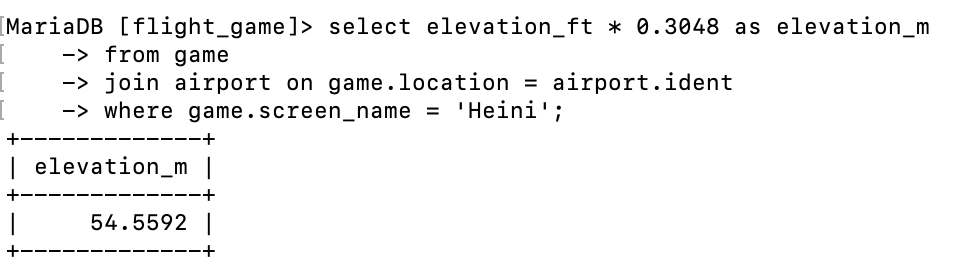 [MariaDB [flight_game]> select elevation_ft * 0.3048 as elevation_m
[    -> from game
[    -> join airport on game.location = airport.ident
[    -> where game.screen_name = 'Heini';
+-------------+
| elevation_m |
+-------------+
|     54.5592 |
+-------------+